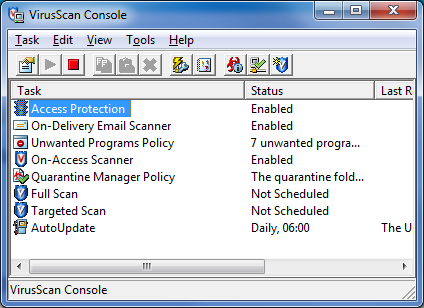 VirusScan Console
Task Edit View Tools Help
Task Status Last R
Access Protection Enabled
On-Delivery Email Scanner Enabled
Unwanted Programs Policy 7 unwanted progra...
On-Access Scanner Enabled
Quarantine Manager Policy The quarantine fold...
Full Scan Not Scheduled
Targeted Scan Not Scheduled
AutoUpdate Daily, 06:00 The U
VirusScan Console